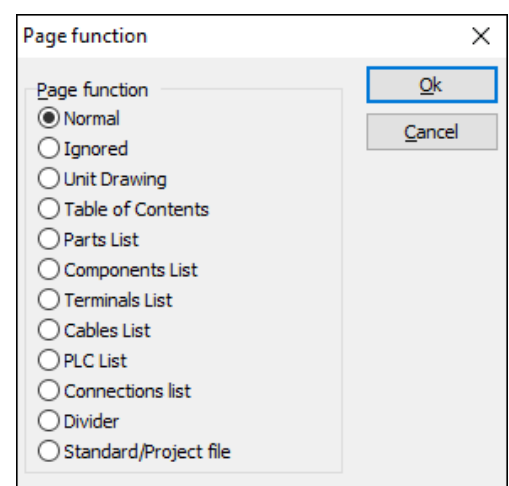 Page function
Page function
Normal
Ignored
Unit Drawing
Table of Contents
Parts List
Components List
Terminals List
Cables List
PLC List
Connections list
Divider
Standard/Project file
Ok
Cancel